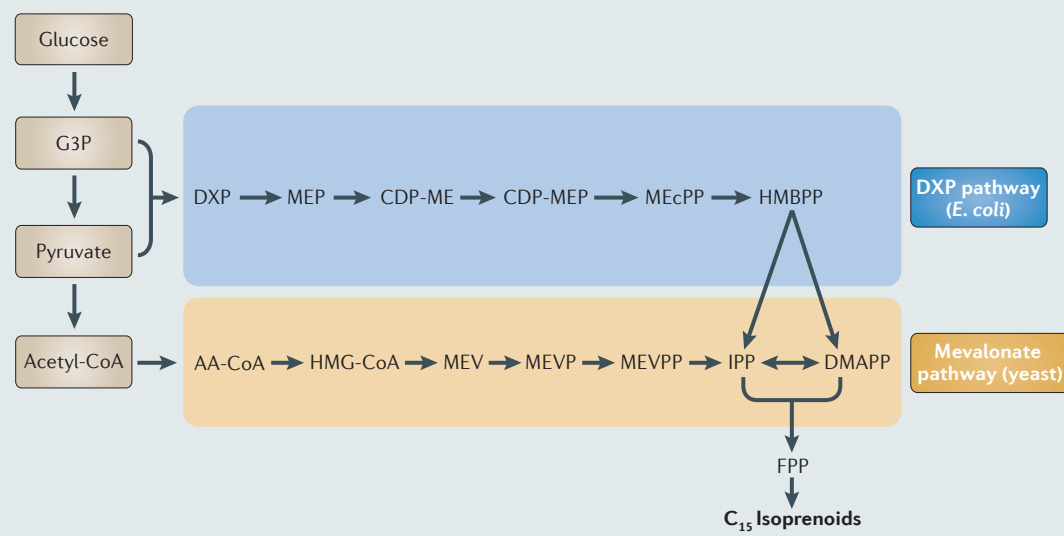 Glucose
G3P
Pyruvate
Acetyl-CoA
DXP MEP CDP-ME CDP-MEP MEcPP HMBPP
DXP pathway
(E. coli)
AA-CoA HMG-CoA MEV MEVP MEVPP IPP DMAPP
Mevalonate
pathway (yeast)
FPP
C₁₅ Isoprenoids